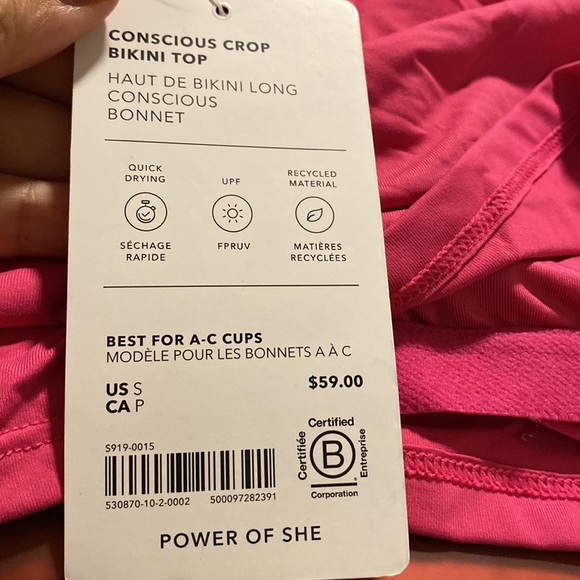 CONSCIOUS CROP
BIKINI TOP
HAUT DE BIKINI LONG
CONSCIOUS
BONNET
QUICK
DRYING
UPF
RECYCLED
MATERIAL
SÉCHAGE
RAPIDE
FPRUV
MATIÈRES
RECYCLÉES
BEST FOR A-C CUPS
MODÈLE POUR LES BONNETS A À C
US S
CA P
$59.00
S919-0015
530870-10-2-0002 500097282391
Certified
Certifiée
B
Entreprise
Corporation
POWER OF SHE